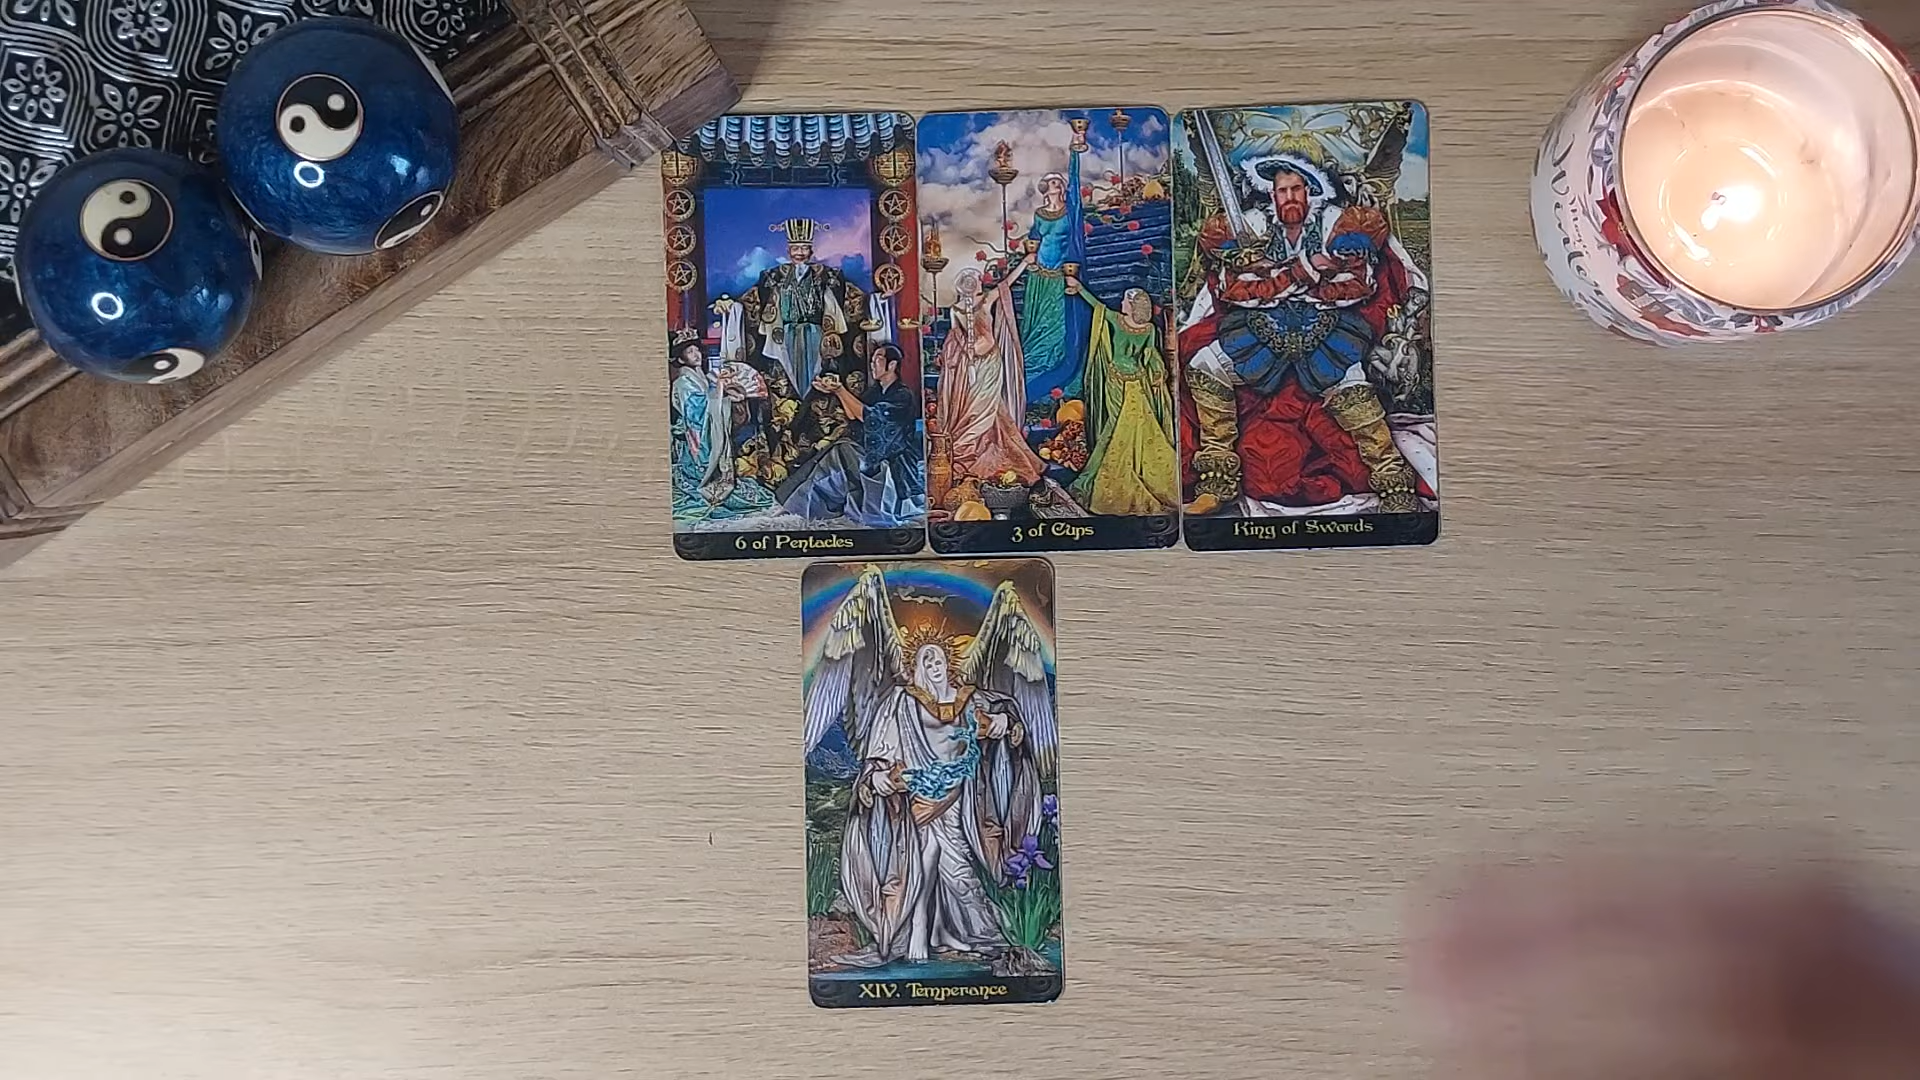 6 of Pentacles
3 of Cups
King of Swords
XIV. Temperance